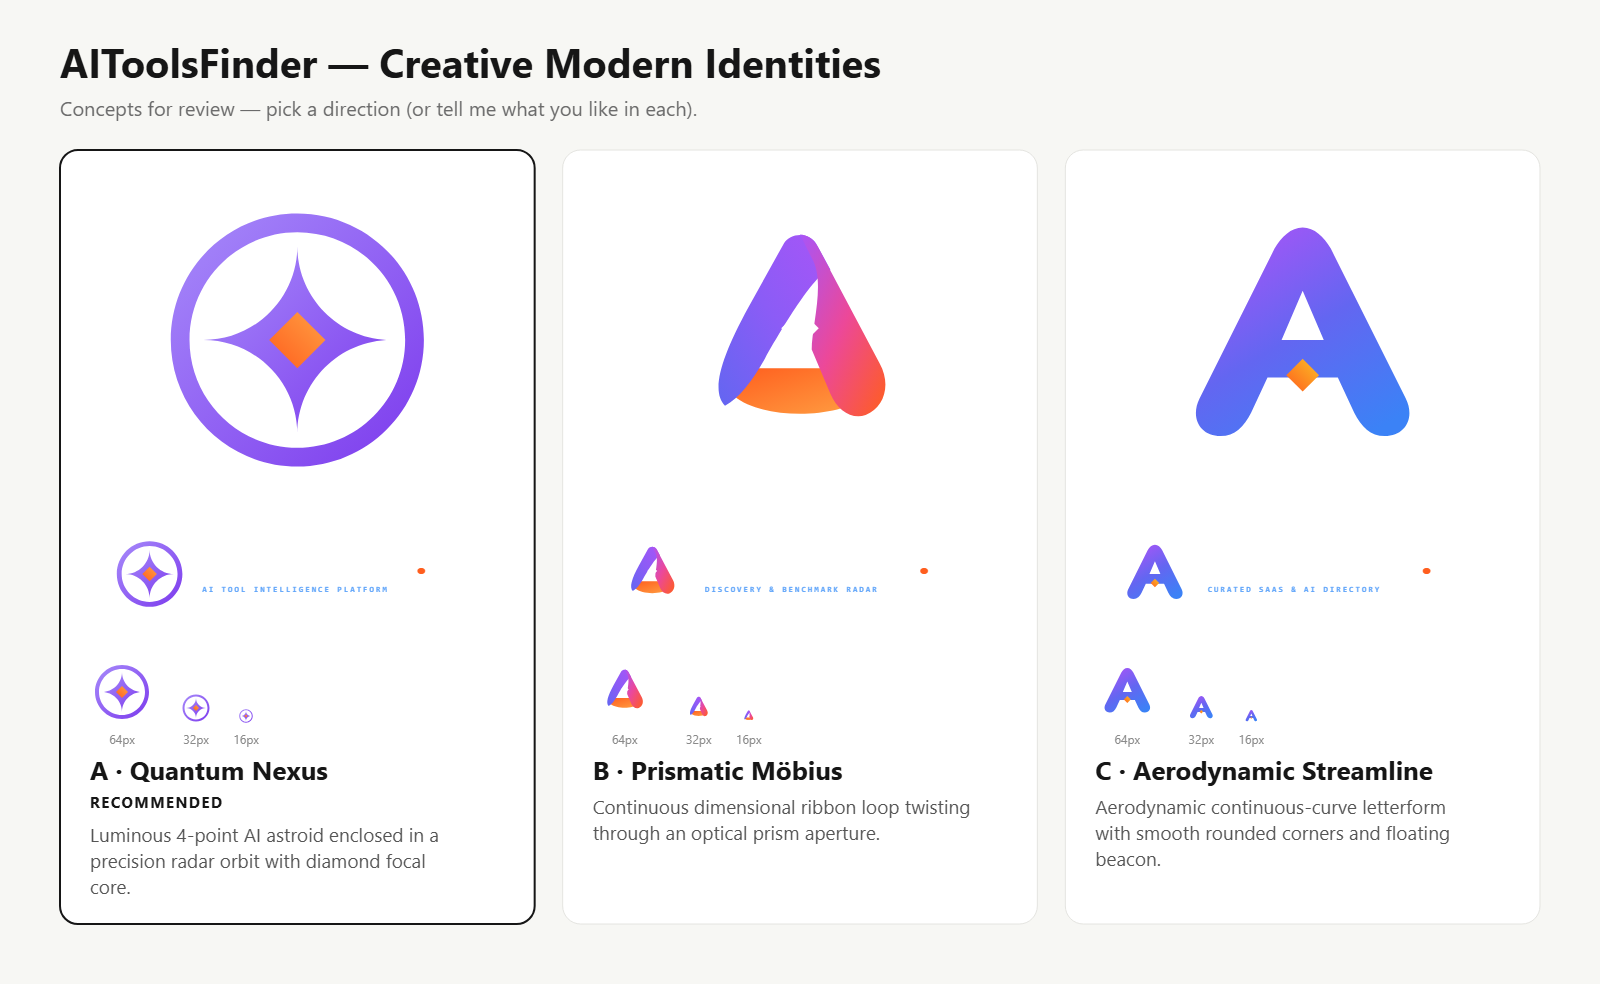 AIToolsFinder — Creative Modern Identities
Concepts for review — pick a direction (or tell me what you like in each).
AI TOOL INTELLIGENCE PLATFORM
64px 32px 16px
A · Quantum Nexus
RECOMMENDED
Luminous 4-point AI astroid enclosed in a
precision radar orbit with diamond focal
core.
DISCOVERY & BENCHMARK RADAR
64px 32px 16px
B · Prismatic Möbius
Continuous dimensional ribbon loop twisting
through an optical prism aperture.
CURATED SAAS & AI DIRECTORY
64px 32px 16px
C · Aerodynamic Streamline
Aerodynamic continuous-curve letterform
with smooth rounded corners and floating
beacon.